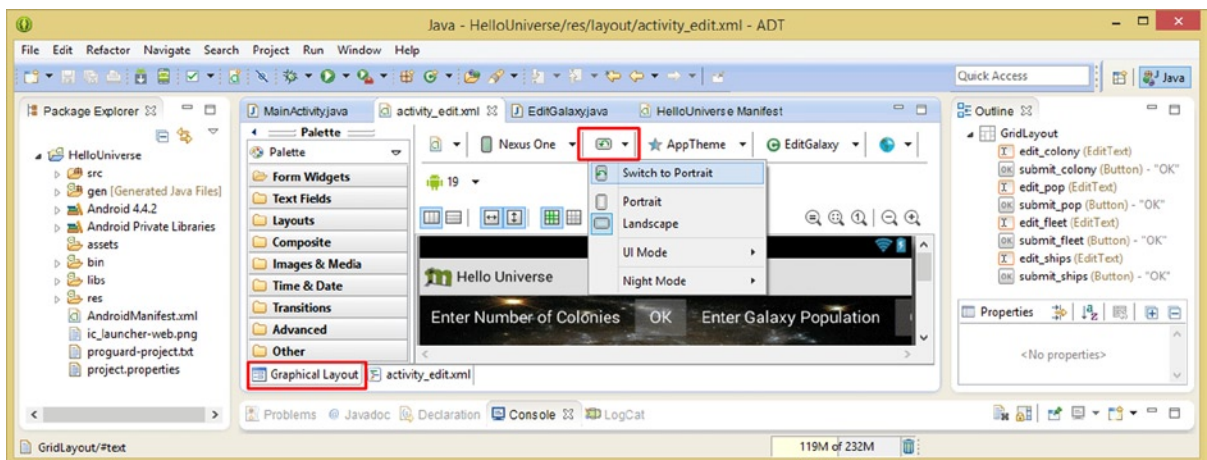 Java - HelloUniverse/res/layout/activity_edit.xml - ADT
File Edit Refactor Navigate Search Project Run Window Help
Quick Access
Java
Package Explorer
HelloUniverse
src
gen [Generated Java Files]
Android 4.4.2
Android Private Libraries
assets
bin
libs
res
AndroidManifest.xml
ic_launcher-web.png
proguard-project.txt
project.properties
MainActivity.java
activity_edit.xml
EditGalaxy.java
HelloUniverse Manifest
Palette
Palette
Form Widgets
Text Fields
Layouts
Composite
Images & Media
Time & Date
Transitions
Advanced
Other
Nexus One
AppTheme
EditGalaxy
19
Switch to Portrait
Portrait
Landscape
UI Mode
Night Mode
Hello Universe
Enter Number of Colonies OK Enter Galaxy Population
Graphical Layout
activity_edit.xml
Outline
GridLayout
edit_colony (EditText)
submit_colony (Button) - "OK"
edit_pop (EditText)
submit_pop (Button) - "OK"
edit_fleet (EditText)
submit_fleet (Button) - "OK"
edit_ships (EditText)
submit_ships (Button) - "OK"
Properties
<No properties>
Problems @ Javadoc Declaration Console LogCat
GridLayout/#text
119M of 232M